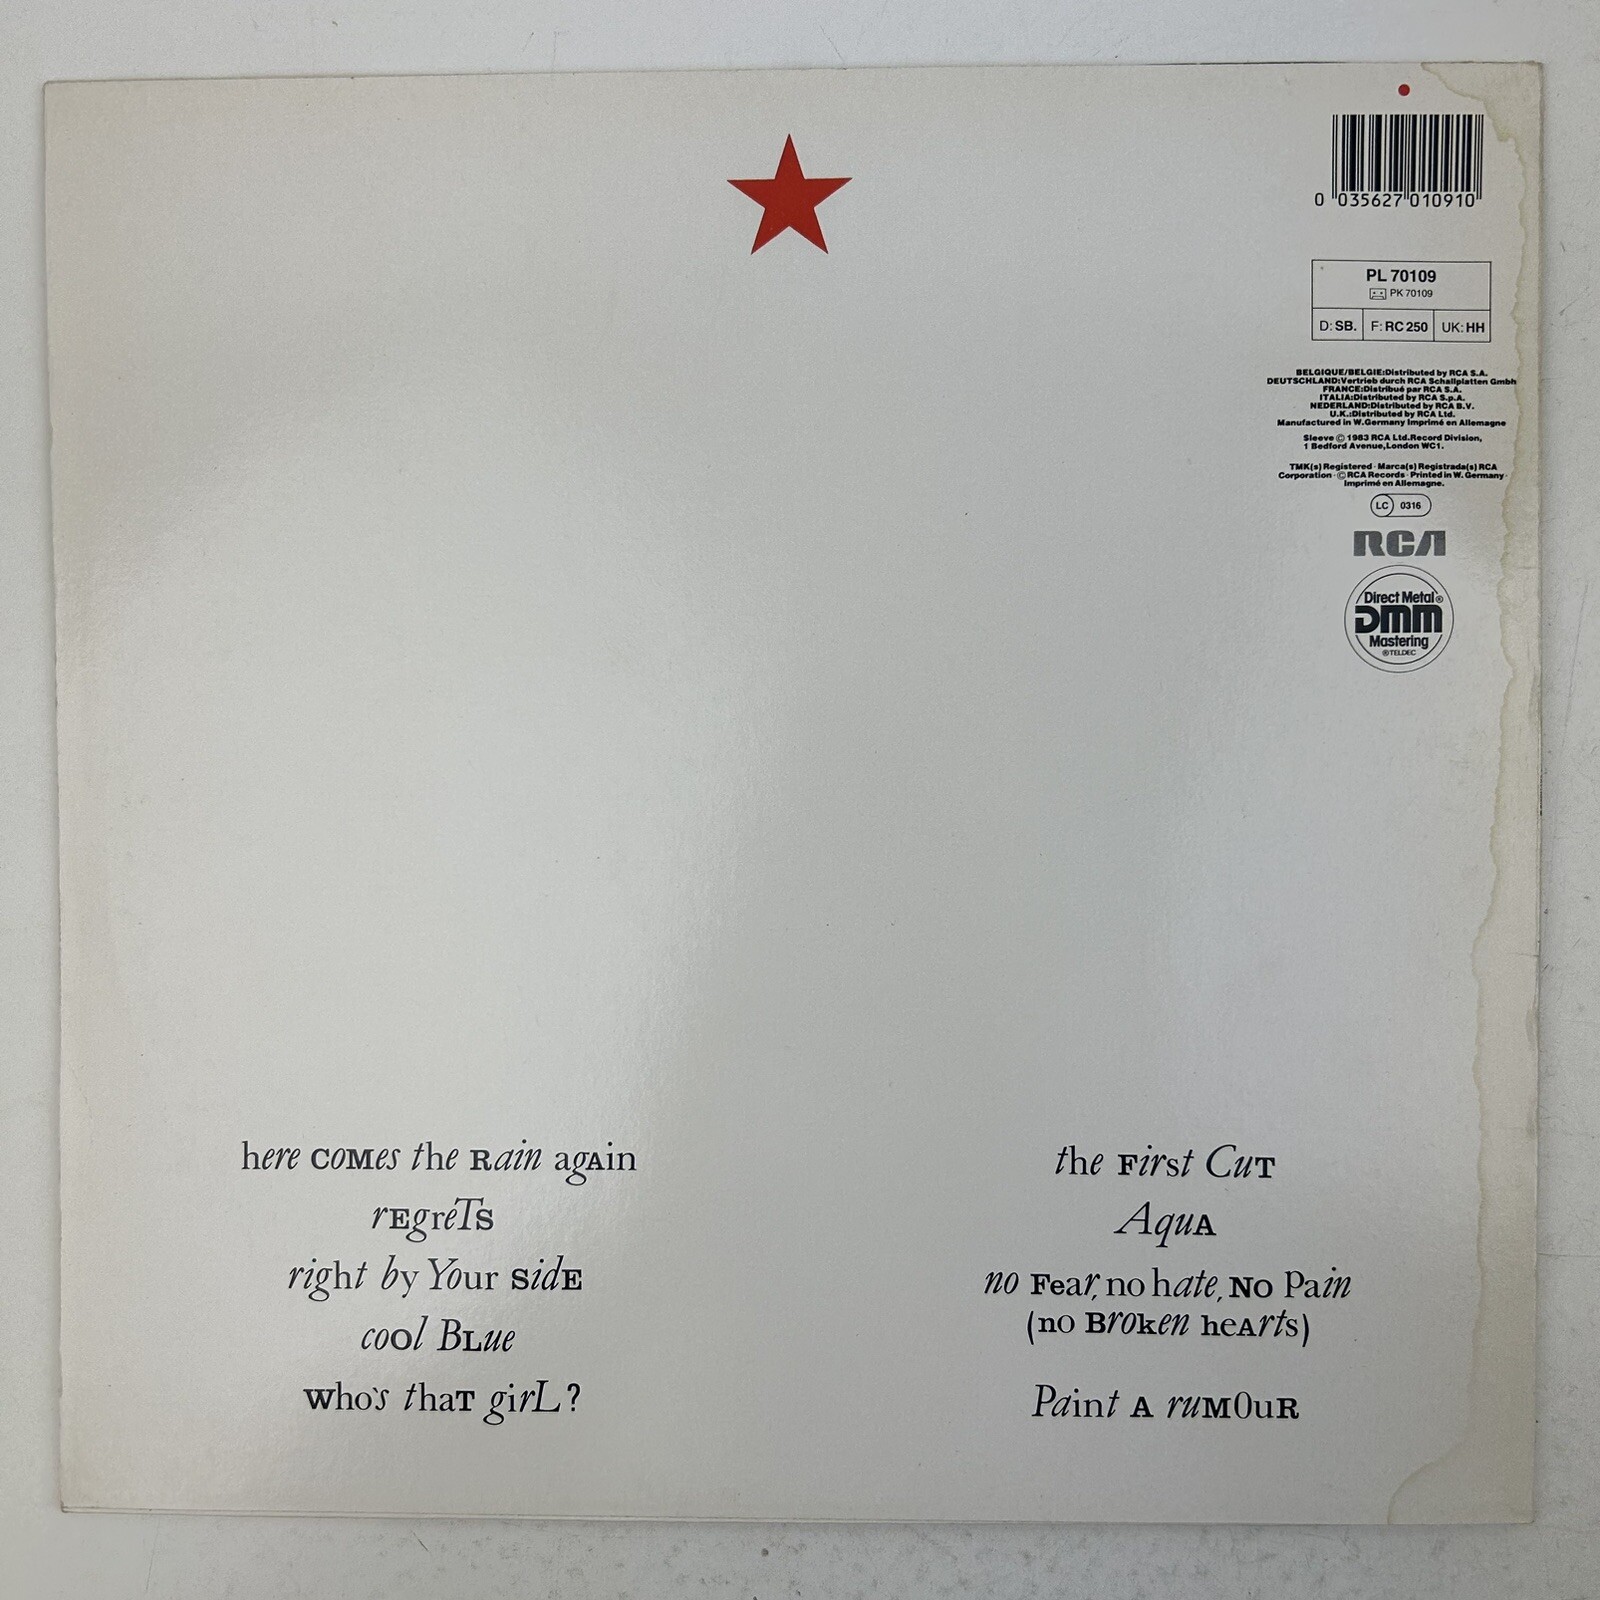 0 035627 010910
PL 70109
PK 70109
D: SB. F: RC 250 UK: HH
BELGIQUE/BELGIE:Distributed by RCA S.A.
DEUTSCHLAND:Vertrieb durch RCA Schallplatten Gmbh
FRANCE:Distribué par RCA S.A.
ITALIA:Distributed by RCA S.p.A.
NEDERLAND:Distributed by RCA B.V.
U.K.:Distributed by RCA Ltd.
Manufactured in W.Germany Imprimé en Allemagne
Sleeve © 1983 RCA Ltd.Record Division,
1 Bedford Avenue,London WC1.
TMK(s) Registered · Marca(s) Registrada(s) RCA
Corporation · © RCA Records · Printed in W. Germany ·
Imprimé en Allemagne.
LC 0316
RCA
Direct Metal®
DMM
Mastering
®TELDEC
here COMes the Rain agAin
rEgreTs
right by Your SidE
coOl BLue
Who's thaT girL?
the First CuT
AquA
no Fear, no hate, No Pain
(no BrOken heArts)
Paint A ruMOuR